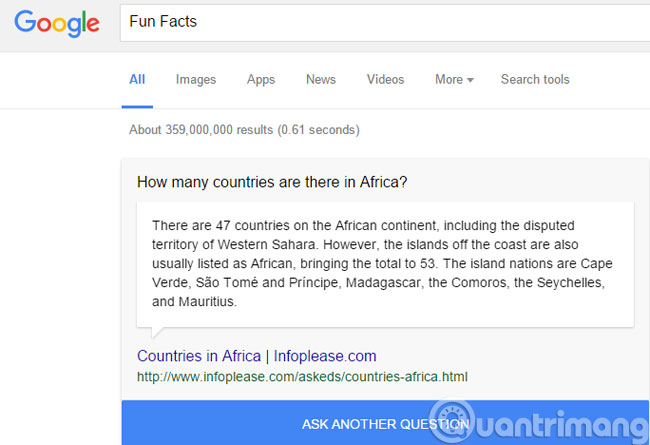 Google
Fun Facts
All Images Apps News Videos More Search tools
About 359,000,000 results (0.61 seconds)
How many countries are there in Africa?
There are 47 countries on the African continent, including the disputed
territory of Western Sahara. However, the islands off the coast are also
usually listed as African, bringing the total to 53. The island nations are Cape
Verde, São Tomé and Príncipe, Madagascar, the Comoros, the Seychelles,
and Mauritius.
Countries in Africa | Infoplease.com
http://www.infoplease.com/askeds/countries-africa.html
ASK ANOTHER QUESTION
Quantrimang